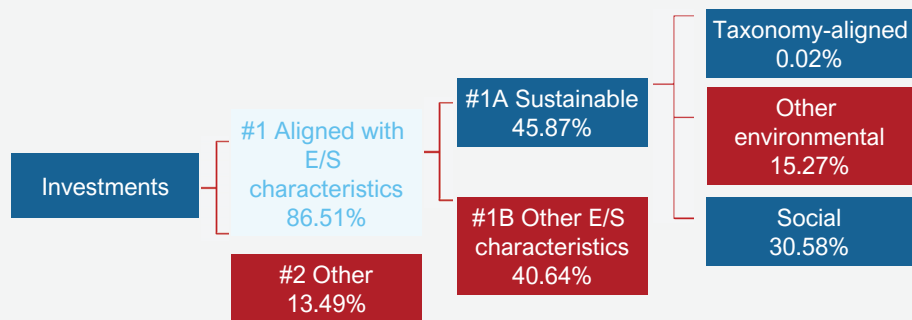 Investments
#1 Aligned with
E/S
characteristics
86.51%
#2 Other
13.49%
#1A Sustainable
45.87%
#1B Other E/S
characteristics
40.64%
Taxonomy-aligned
0.02%
Other
environmental
15.27%
Social
30.58%